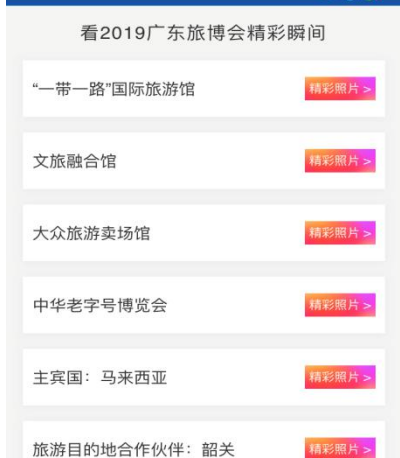 看2019广东旅博会精彩瞬间
“一带一路”国际旅游馆 精彩照片 >
文旅融合馆 精彩照片 >
大众旅游卖场馆 精彩照片 >
中华老字号博览会 精彩照片 >
主宾国：马来西亚 精彩照片 >
旅游目的地合作伙伴：韶关 精彩照片 >